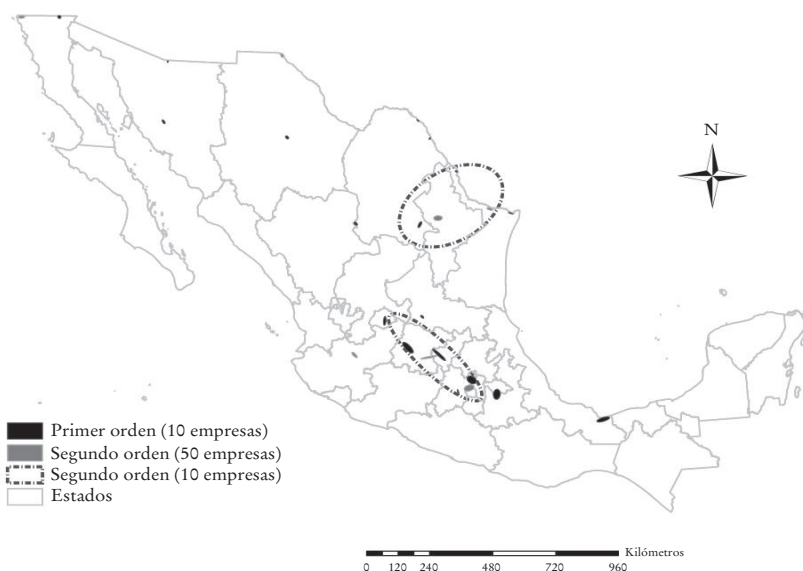 N
Primer orden (10 empresas)
Segundo orden (50 empresas)
Segundo orden (10 empresas)
Estados
Kilómetros
0 120 240 480 720 960